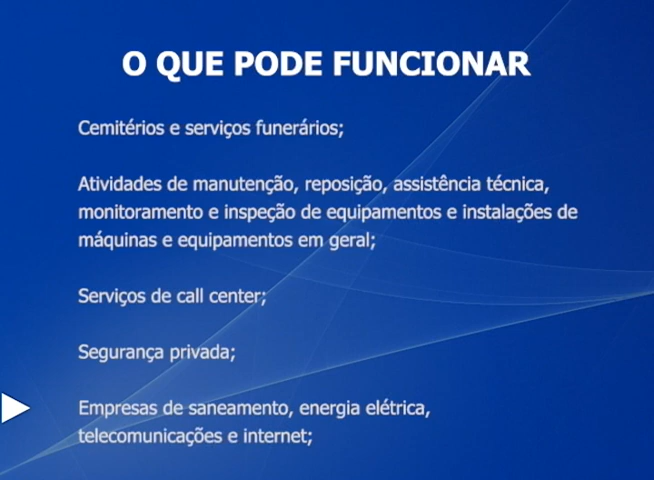 O QUE PODE FUNCIONAR
Cemitérios e serviços funerários;
Atividades de manutenção, reposição, assistência técnica,
monitoramento e inspeção de equipamentos e instalações de
máquinas e equipamentos em geral;
Serviços de call center;
Segurança privada;
Empresas de saneamento, energia elétrica,
telecomunicações e internet;